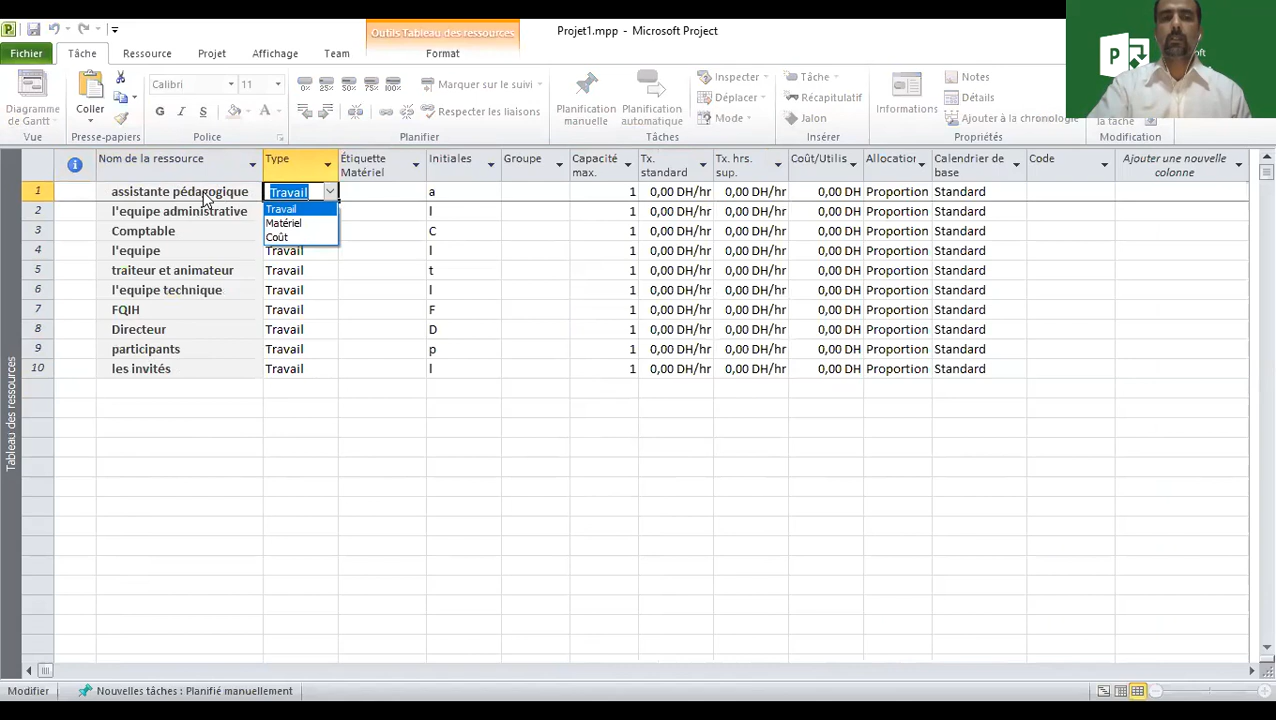 Outils Tableau des ressources
Projet1.mpp - Microsoft Project
Fichier Tâche Ressource Projet Affichage Team Format
Diagramme de Gantt
Vue
Coller
Presse-papiers
Calibri 11
G I S A
Police
0% 25% 50% 75% 100%
Marquer sur le suivi
Respecter les liaisons
Planifier
Planification manuelle
Planification automatique
Inspecter
Déplacer
Mode
Tâches
Tâche
Récapitulatif
Jalon
Insérer
Informations
Notes
Détails
Ajouter à la chronologie
la tâche
Modification
P
Nom de la ressource Type Étiquette Matériel Initiales Groupe Capacité max. Tx. standard Tx. hrs. sup. Coût/Utilis Allocation Calendrier de base Code Ajouter une nouvelle colonne
1 assistante pédagogique Travail a 1 0,00 DH/hr 0,00 DH/hr 0,00 DH Proportion Standard
Travail
Matériel
Coût
2 l'equipe administrative l 1 0,00 DH/hr 0,00 DH/hr 0,00 DH Proportion Standard
3 Comptable C 1 0,00 DH/hr 0,00 DH/hr 0,00 DH Proportion Standard
4 l'equipe Travail l 1 0,00 DH/hr 0,00 DH/hr 0,00 DH Proportion Standard
5 traiteur et animateur Travail t 1 0,00 DH/hr 0,00 DH/hr 0,00 DH Proportion Standard
6 l'equipe technique Travail l 1 0,00 DH/hr 0,00 DH/hr 0,00 DH Proportion Standard
7 FQIH Travail F 1 0,00 DH/hr 0,00 DH/hr 0,00 DH Proportion Standard
8 Directeur Travail D 1 0,00 DH/hr 0,00 DH/hr 0,00 DH Proportion Standard
9 participants Travail p 1 0,00 DH/hr 0,00 DH/hr 0,00 DH Proportion Standard
10 les invités Travail l 1 0,00 DH/hr 0,00 DH/hr 0,00 DH Proportion Standard
Tableau des ressources
Modifier Nouvelles tâches : Planifié manuellement